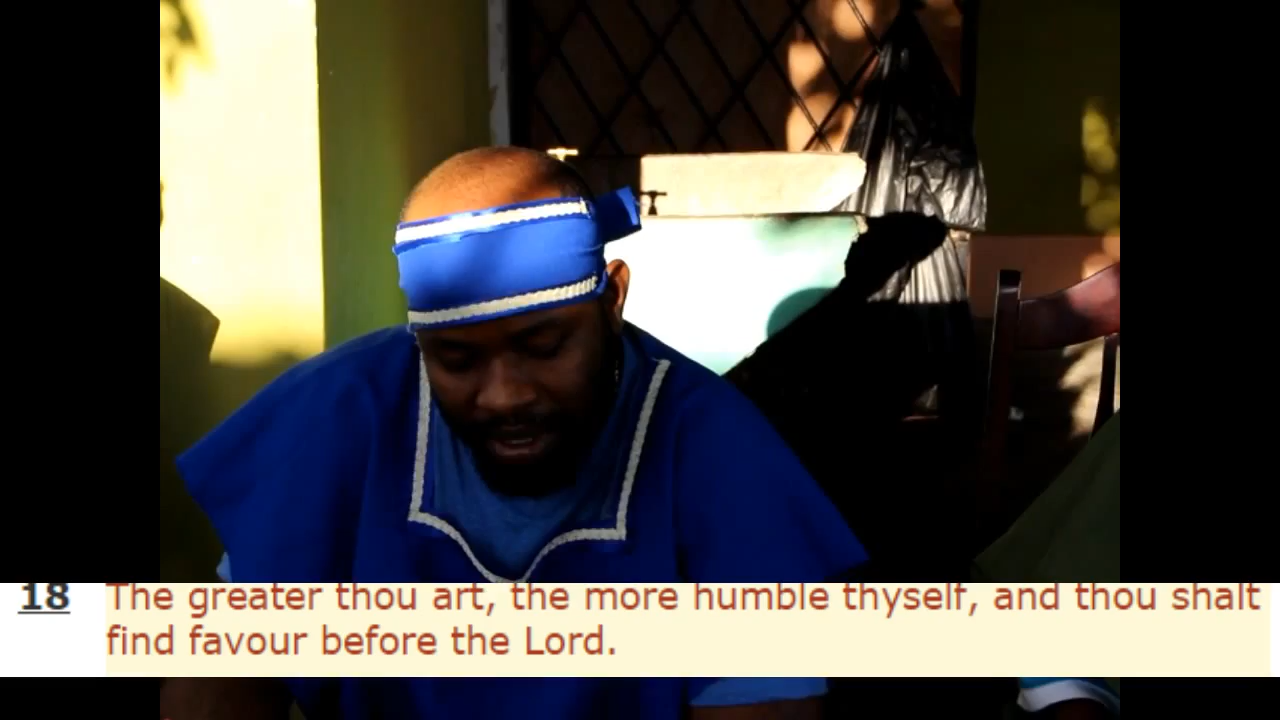 18 The greater thou art, the more humble thyself, and thou shalt
find favour before the Lord.